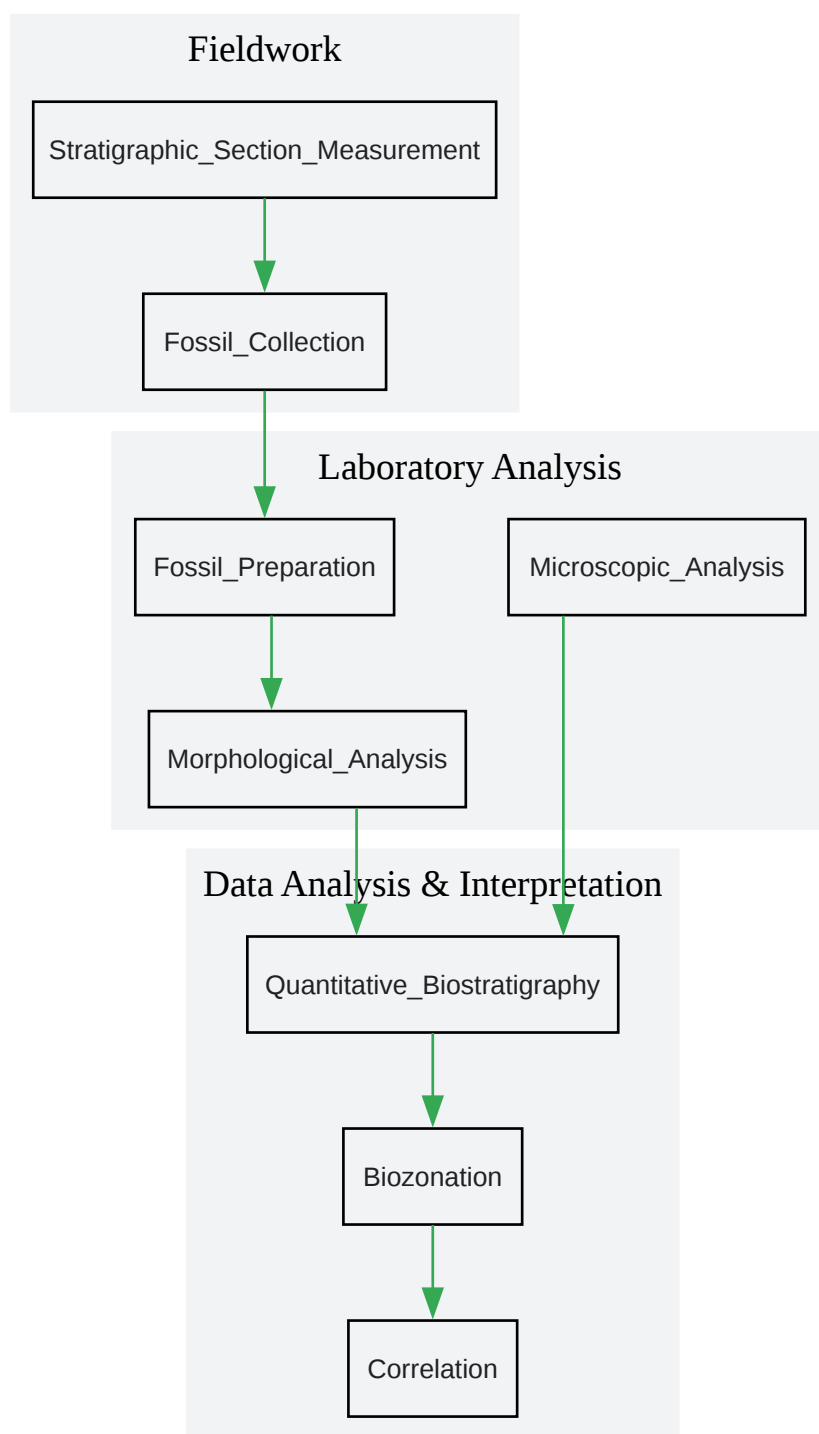 Fieldwork
Stratigraphic_Section_Measurement
Fossil_Collection
Laboratory Analysis
Fossil_Preparation
Microscopic_Analysis
Morphological_Analysis
Data Analysis & Interpretation
Quantitative_Biostratigraphy
Biozonation
Correlation